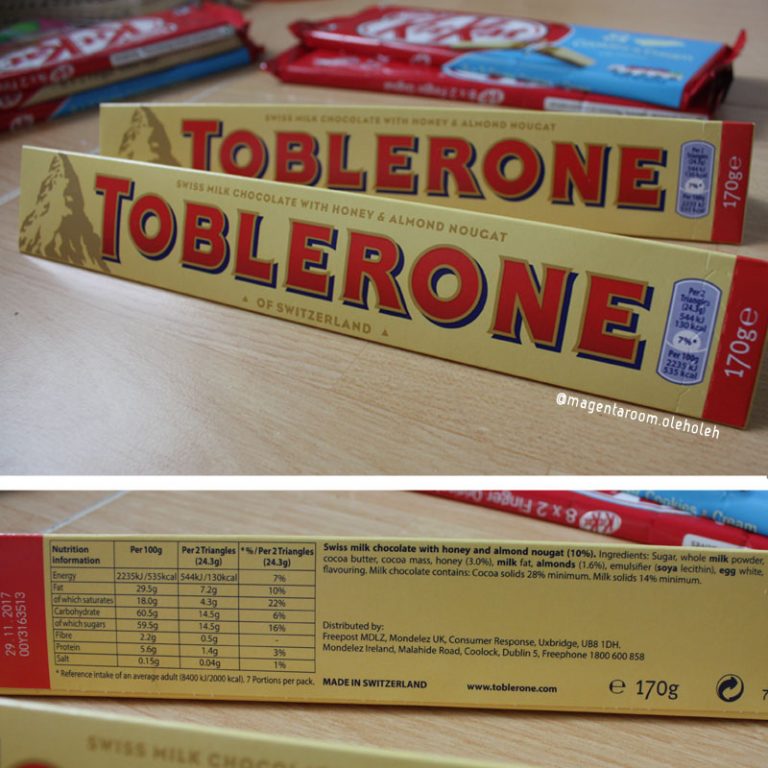 KitKat
SWISS MILK CHOCOLATE WITH HONEY & ALMOND NOUGAT
TOBLERONE
170g e
SWISS MILK CHOCOLATE WITH HONEY & ALMOND NOUGAT
TOBLERONE
OF SWITZERLAND
Per 2
Triangles
(24.3g)
544 kJ
130 kcal
7%*
Per 100g
2235 kJ
535 kcal
170g e
@magentaroom.oleholeh
8 x 2 Finger
Cookies & Cream
Nutrition information Per 100g Per 2 Triangles (24.3g) *%/Per 2 Triangles (24.3g)
Energy 2235kJ/535kcal 544kJ/130kcal 7%
Fat 29.5g 7.2g 10%
of which saturates 18.0g 4.3g 22%
Carbohydrate 60.5g 14.5g 6%
of which sugars 59.5g 14.5g 16%
Fibre 2.2g 0.5g -
Protein 5.6g 1.4g 3%
Salt 0.15g 0.04g 1%
* Reference intake of an average adult (8400 kJ/2000 kcal). 7 Portions per pack.
29.11.2017
OOY3163513
Swiss milk chocolate with honey and almond nougat (10%). Ingredients: Sugar, whole milk powder,
cocoa butter, cocoa mass, honey (3.0%), milk fat, almonds (1.6%), emulsifier (soya lecithin), egg white,
flavouring. Milk chocolate contains: Cocoa solids 28% minimum. Milk solids 14% minimum.
Distributed by:
Freepost MDLZ, Mondelez UK, Consumer Response, Uxbridge, UB8 1DH.
Mondelez Ireland, Malahide Road, Coolock, Dublin 5, Freephone 1800 600 858
MADE IN SWITZERLAND www.toblerone.com e 170g
SWISS MILK